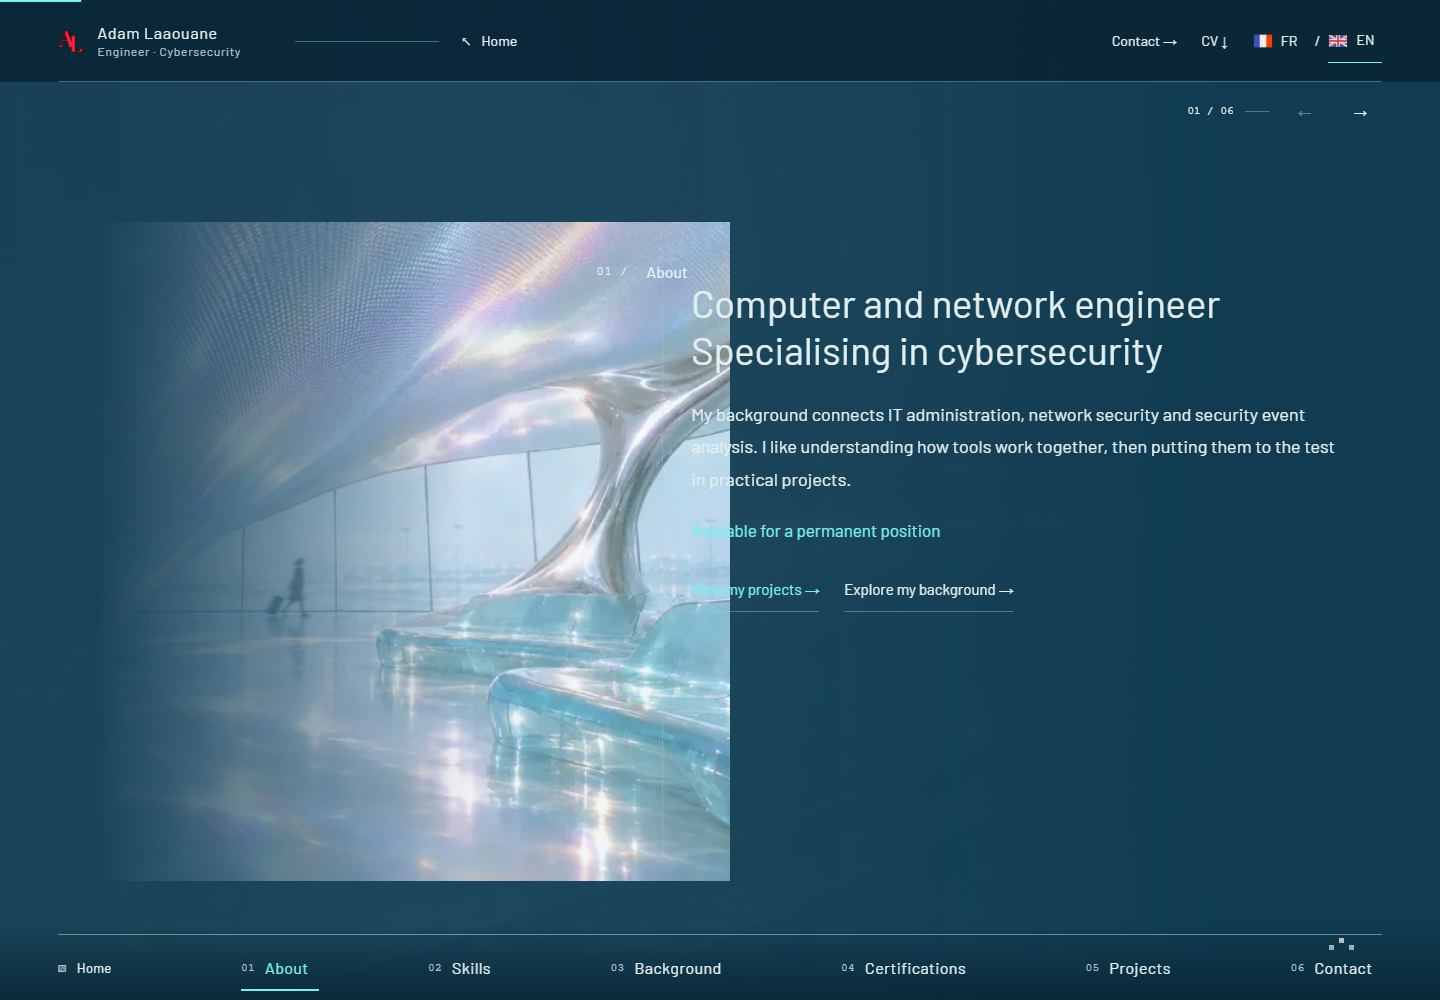 AL
Adam Laaouane
Engineer · Cybersecurity
↖ Home
Contact →
CV ↓
FR / EN
01 / 06
← →
01 / About
Computer and network engineer
Specialising in cybersecurity
My background connects IT administration, network security and security event
analysis. I like understanding how tools work together, then putting them to the test
in practical projects.
Available for a permanent position
View my projects →
Explore my background →
Home
01 About
02 Skills
03 Background
04 Certifications
05 Projects
06 Contact